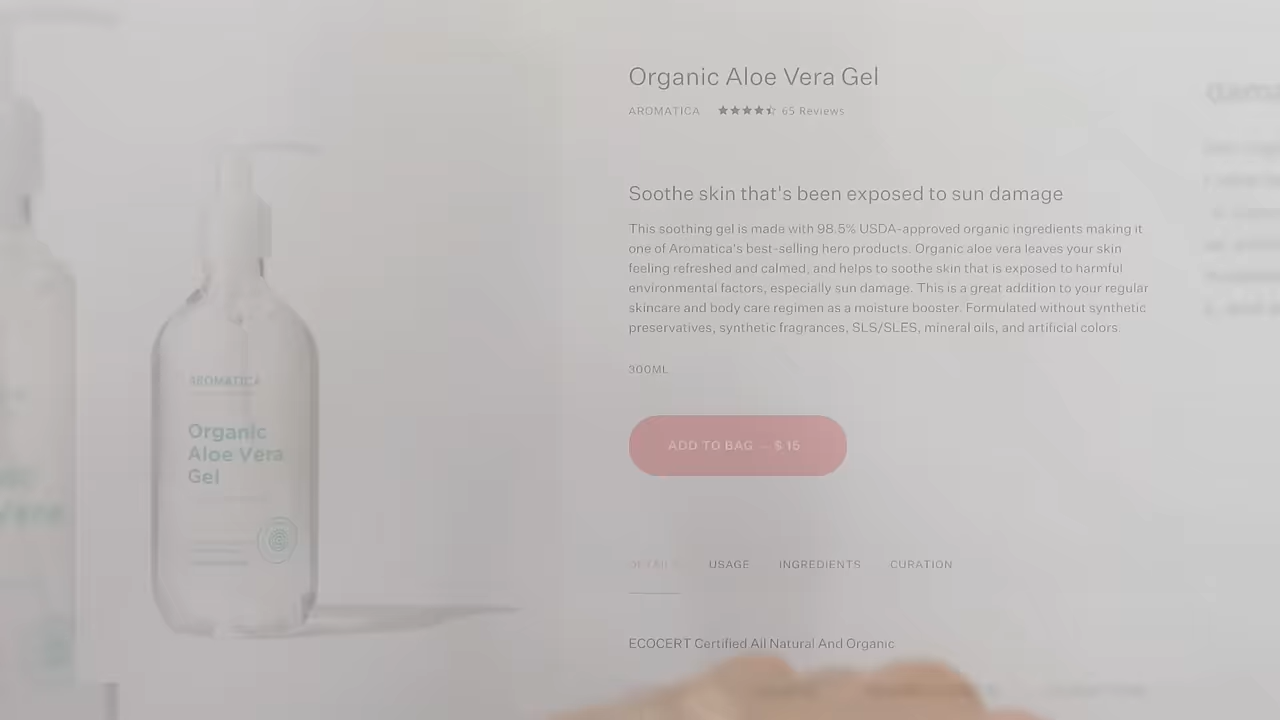 Organic Aloe Vera Gel
AROMATICA 65 Reviews
Soothe skin that's been exposed to sun damage
This soothing gel is made with 98.5% USDA-approved organic ingredients making it
one of Aromatica's best-selling hero products. Organic aloe vera leaves your skin
feeling refreshed and calmed, and helps to soothe skin that is exposed to harmful
environmental factors, especially sun damage. This is a great addition to your regular
skincare and body care regimen as a moisture booster. Formulated without synthetic
preservatives, synthetic fragrances, SLS/SLES, mineral oils, and artificial colors.
300ML
ADD TO BAG — $15
DETAILS USAGE INGREDIENTS CURATION
ECOCERT Certified All Natural And Organic
AROMATICA
Organic
Aloe Vera
Gel